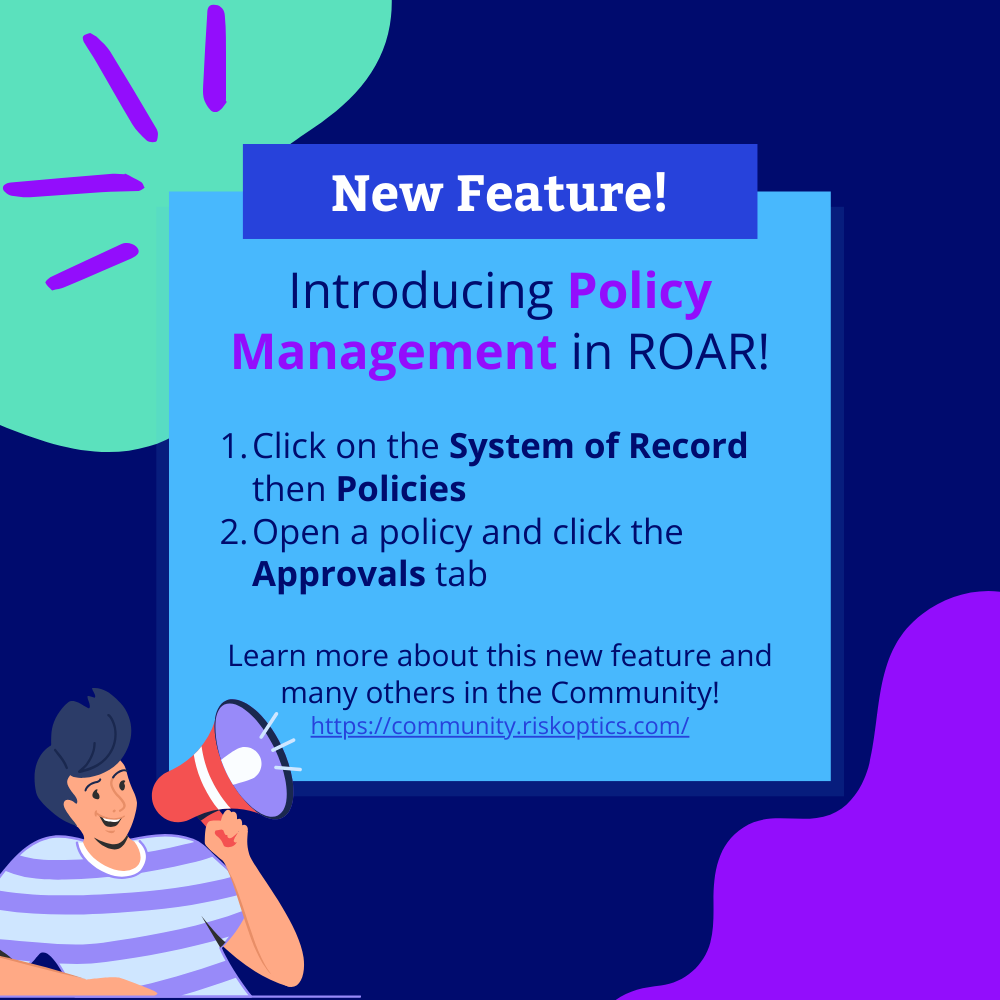 New Feature!
Introducing Policy
Management in ROAR!
1. Click on the System of Record
then Policies
2. Open a policy and click the
Approvals tab
Learn more about this new feature and
many others in the Community!
https://community.riskoptics.com/